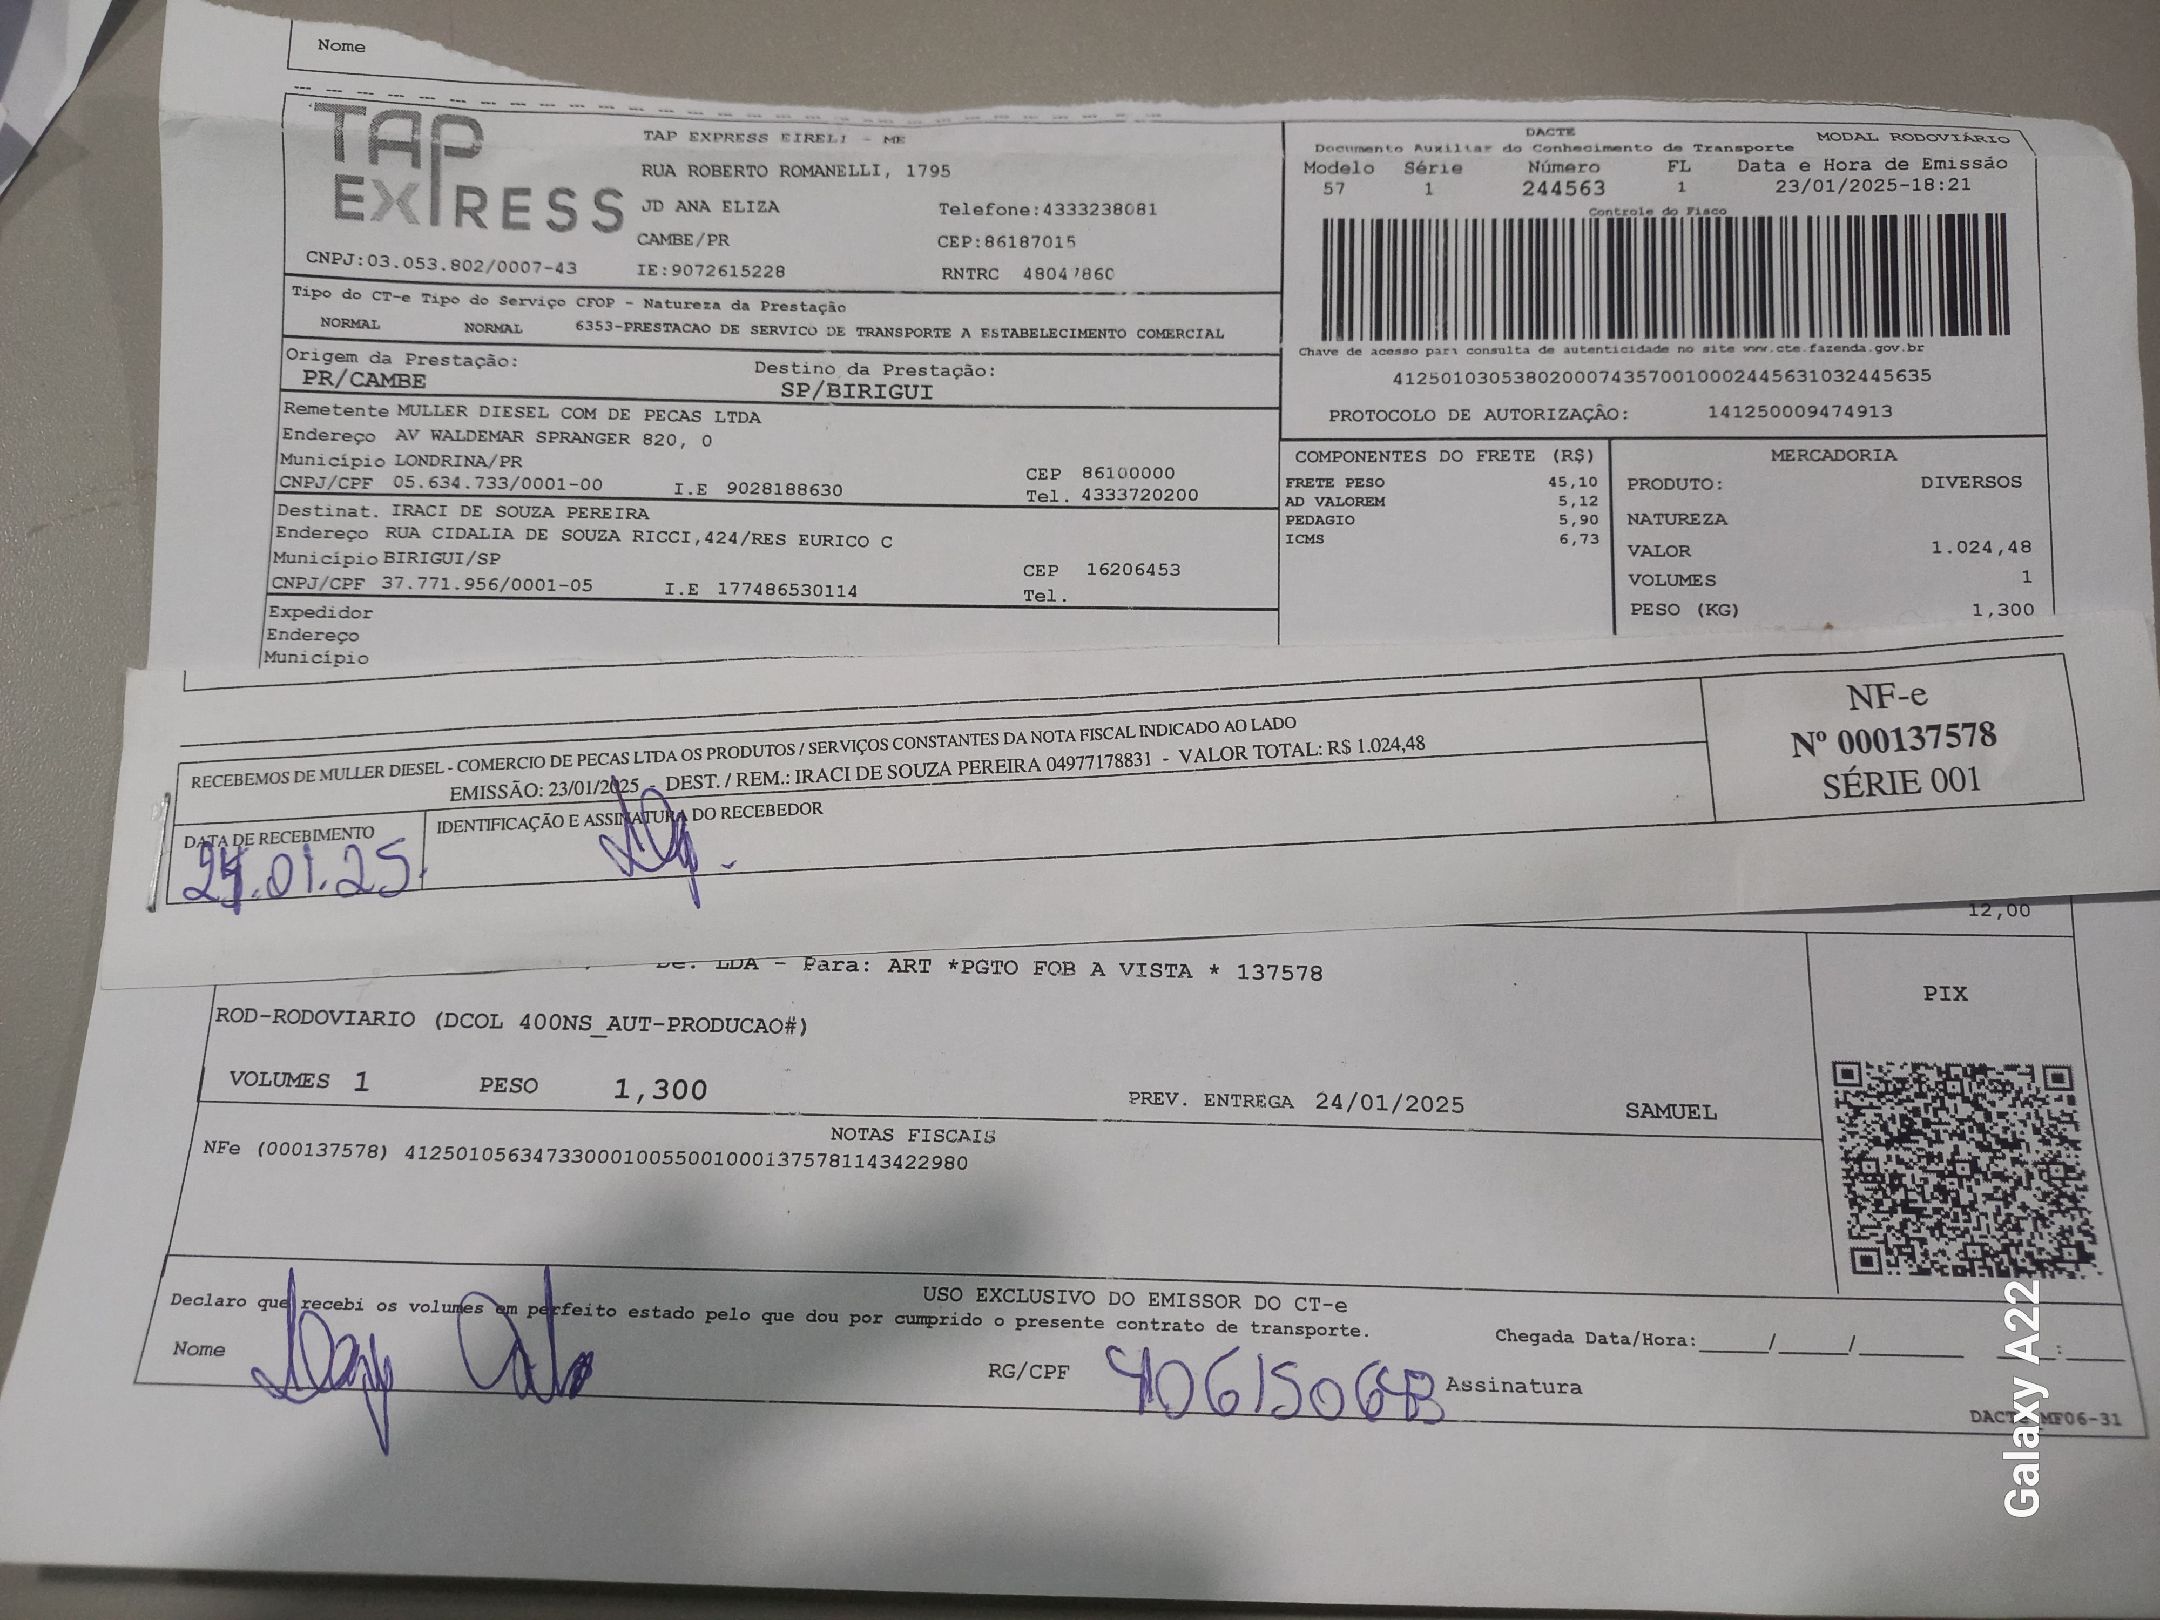 Nome
TAP EXPRESS
TAP EXPRESS EIRELI - ME
RUA ROBERTO ROMANELLI, 1795
JD ANA ELIZA Telefone:4333238081
CAMBE/PR CEP:86187015
CNPJ:03.053.802/0007-43 IE:9072615228 RNTRC 48047860
DACTE MODAL RODOVIÁRIO
Documento Auxiliar do Conhecimento de Transporte
Modelo Série Número FL Data e Hora de Emissão
57 1 244563 1 23/01/2025-18:21
Controle do Fisco
Chave de acesso para consulta de autenticidade no site www.cte.fazenda.gov.br
41250103053802000743570010002445631032445635
PROTOCOLO DE AUTORIZAÇÃO: 141250009474913
Tipo do CT-e Tipo do Serviço CFOP - Natureza da Prestação
NORMAL NORMAL 6353-PRESTACAO DE SERVICO DE TRANSPORTE A ESTABELECIMENTO COMERCIAL
Origem da Prestação: Destino da Prestação:
PR/CAMBE SP/BIRIGUI
Remetente MULLER DIESEL COM DE PECAS LTDA
Endereço AV WALDEMAR SPRANGER 820, 0
Município LONDRINA/PR CEP 86100000
CNPJ/CPF 05.634.733/0001-00 I.E 9028188630 Tel. 4333720200
Destinat. IRACI DE SOUZA PEREIRA
Endereço RUA CIDALIA DE SOUZA RICCI,424/RES EURICO C
Município BIRIGUI/SP CEP 16206453
CNPJ/CPF 37.771.956/0001-05 I.E 177486530114 Tel.
Expedidor
Endereço
Município
COMPONENTES DO FRETE (R$)
FRETE PESO 45,10
AD VALOREM 5,12
PEDAGIO 5,90
ICMS 6,73
MERCADORIA
PRODUTO: DIVERSOS
NATUREZA
VALOR 1.024,48
VOLUMES 1
PESO (KG) 1,300
RECEBEMOS DE MULLER DIESEL - COMERCIO DE PECAS LTDA OS PRODUTOS / SERVIÇOS CONSTANTES DA NOTA FISCAL INDICADO AO LADO
EMISSÃO: 23/01/2025 - DEST. / REM.: IRACI DE SOUZA PEREIRA 04977178831 - VALOR TOTAL: R$ 1.024,48
DATA DE RECEBIMENTO IDENTIFICAÇÃO E ASSINATURA DO RECEBEDOR
24.01.25.
NF-e
Nº 000137578
SÉRIE 001
12,00
LDA - Para: ART *PGTO FOB A VISTA * 137578
PIX
ROD-RODOVIARIO (DCOL 400NS_AUT-PRODUCAO#)
VOLUMES 1 PESO 1,300 PREV. ENTREGA 24/01/2025 SAMUEL
NOTAS FISCAIS
NFe (000137578) 41250105634733000100550010001375781143422980
USO EXCLUSIVO DO EMISSOR DO CT-e
Declaro que recebi os volumes em perfeito estado pelo que dou por cumprido o presente contrato de transporte.
Chegada Data/Hora:_____/_____/_______ ____:____
Nome RG/CPF Assinatura
DACTE MF06-31
Galaxy A22